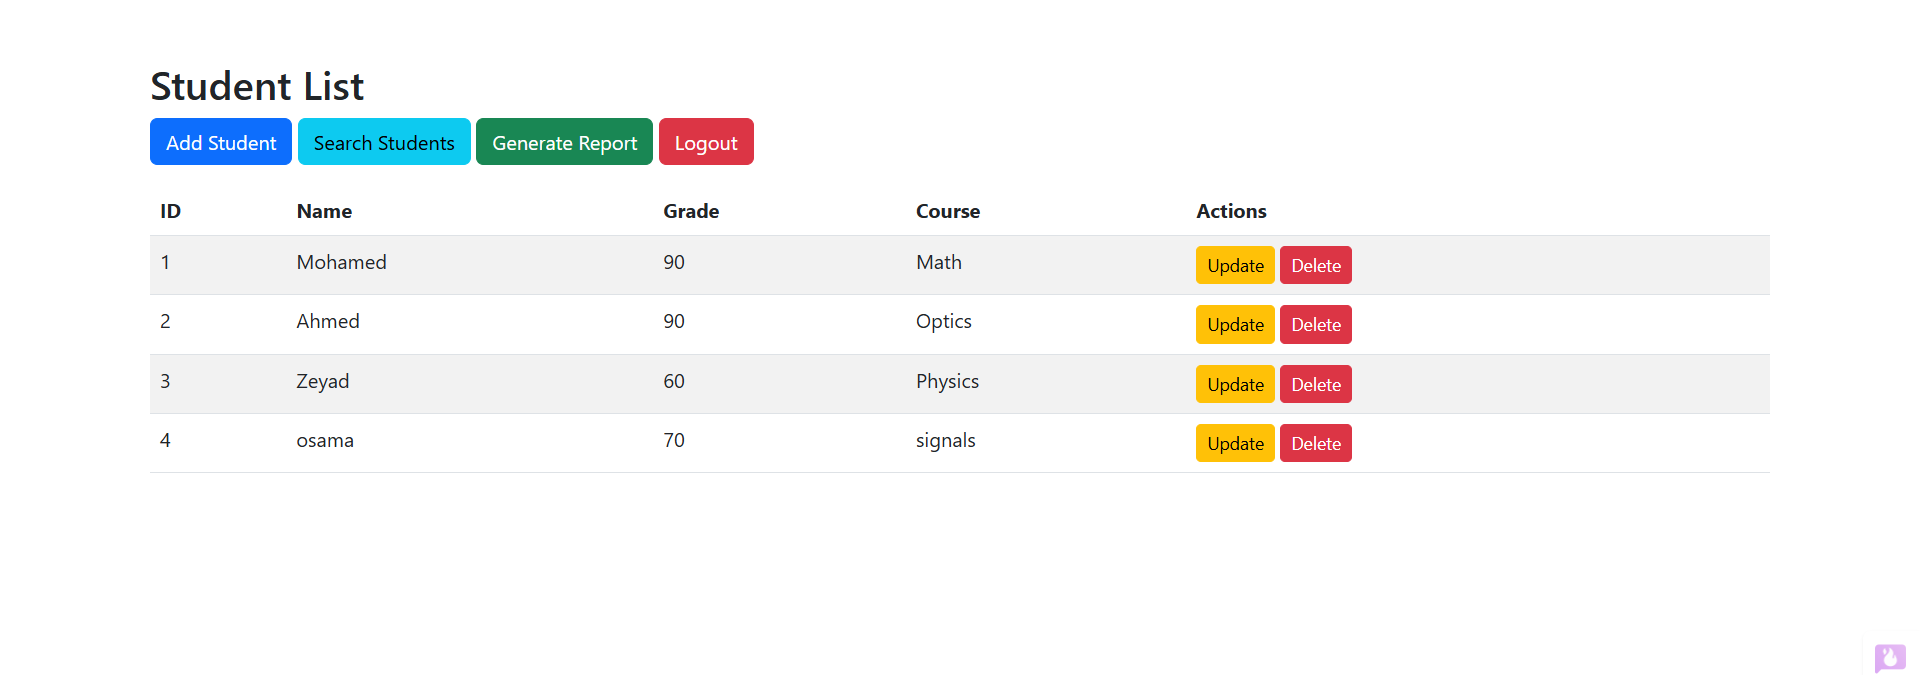 Student List
Add Student Search Students Generate Report Logout
ID Name Grade Course Actions
1 Mohamed 90 Math Update Delete
2 Ahmed 90 Optics Update Delete
3 Zeyad 60 Physics Update Delete
4 osama 70 signals Update Delete